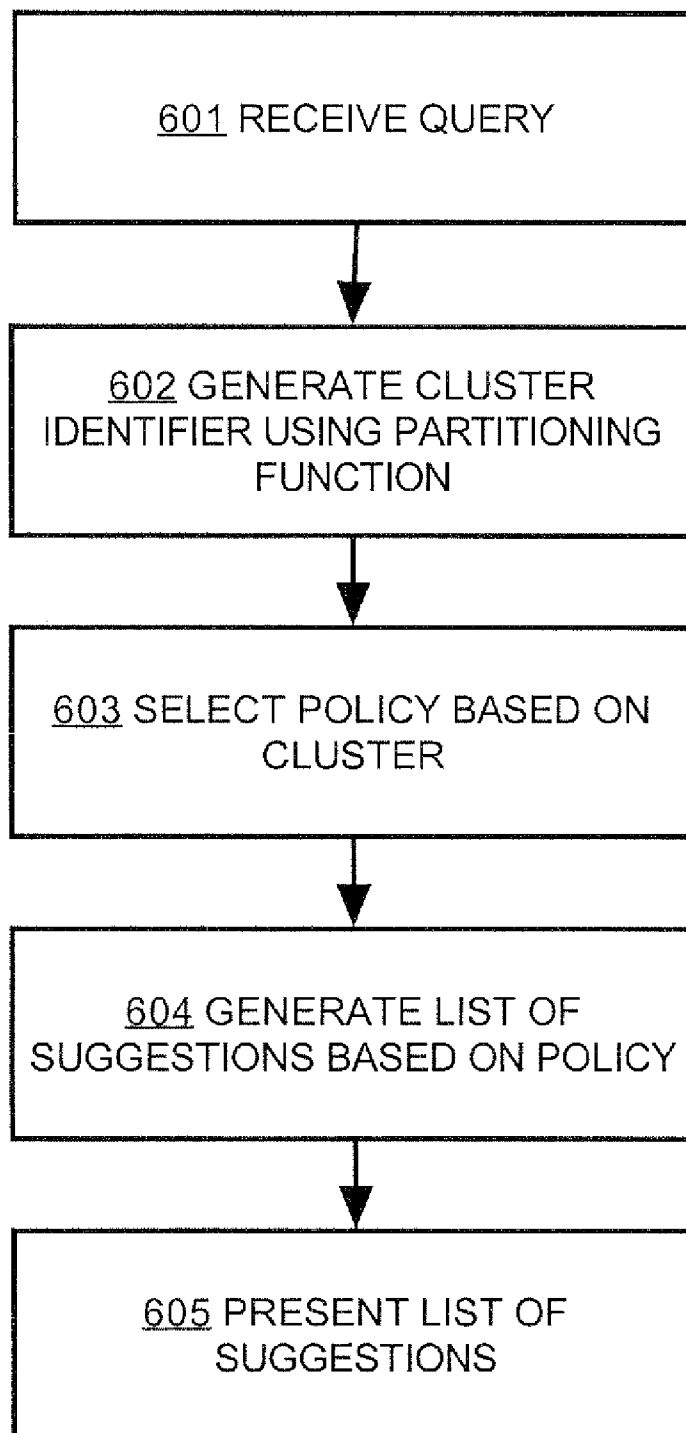 601 RECEIVE QUERY
602 GENERATE CLUSTER
IDENTIFIER USING PARTITIONING
FUNCTION
603 SELECT POLICY BASED ON
CLUSTER
604 GENERATE LIST OF
SUGGESTIONS BASED ON POLICY
605 PRESENT LIST OF
SUGGESTIONS